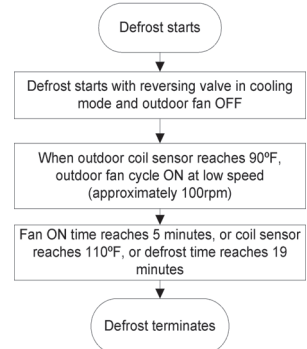 Defrost starts
Defrost starts with reversing valve in cooling
mode and outdoor fan OFF
When outdoor coil sensor reaches 90ºF,
outdoor fan cycle ON at low speed
(approximately 100rpm)
Fan ON time reaches 5 minutes, or coil sensor
reaches 110ºF, or defrost time reaches 19
minutes
Defrost terminates